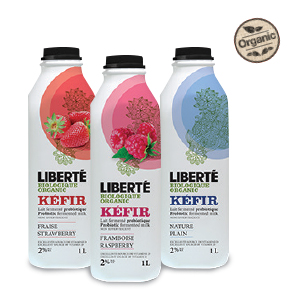 Organic
LIBERTÉ
BIOLOGIQUE
ORGANIC
KÉFIR
Lait fermenté probiotique
Probiotic fermented milk
FRAISE
STRAWBERRY
2%
1 L
LIBERTÉ
BIOLOGIQUE
ORGANIC
KÉFIR
Lait fermenté probiotique
Probiotic fermented milk
FRAMBOISE
RASPBERRY
2%
1L
LIBERTÉ
BIOLOGIQUE
ORGANIC
KÉFIR
Lait fermenté probiotique
Probiotic fermented milk
NATURE
PLAIN
2%
1 L